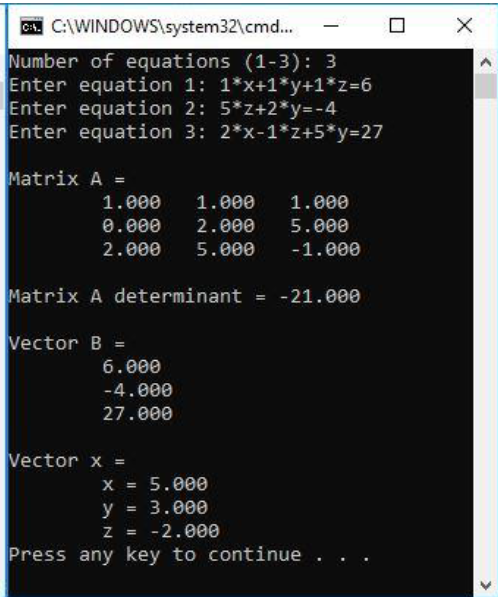 C:\WINDOWS\system32\cmd...
Number of equations (1-3): 3
Enter equation 1: 1*x+1*y+1*z=6
Enter equation 2: 5*z+2*y=-4
Enter equation 3: 2*x-1*z+5*y=27
Matrix A =
1.000 1.000 1.000
0.000 2.000 5.000
2.000 5.000 -1.000
Matrix A determinant = -21.000
Vector B =
6.000
-4.000
27.000
Vector x =
x = 5.000
y = 3.000
z = -2.000
Press any key to continue . . .